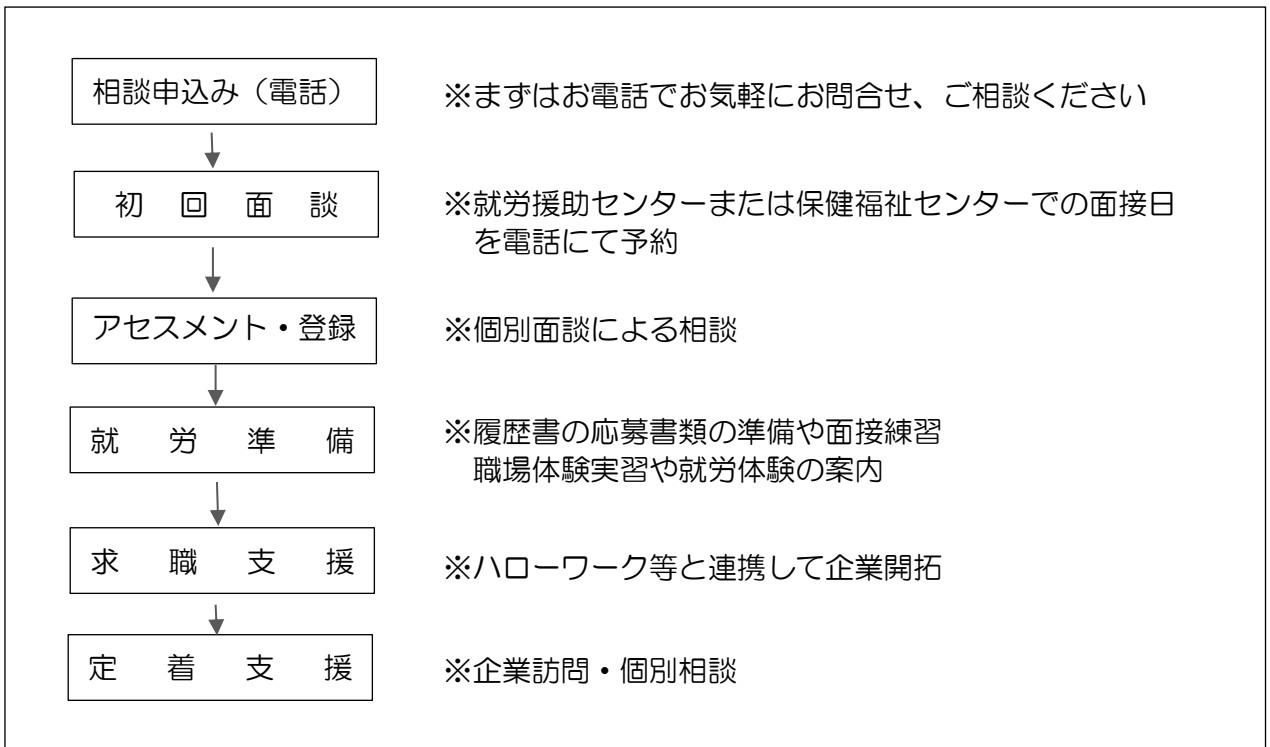 相談申込み（電話）　※まずはお電話でお気軽にお問合せ、ご相談ください
初回面談　※就労援助センターまたは保健福祉センターでの面接日
を電話にて予約
アセスメント・登録　※個別面談による相談
就労準備　※履歴書の応募書類の準備や面接練習
職場体験実習や就労体験の案内
求職支援　※ハローワーク等と連携して企業開拓
定着支援　※企業訪問・個別相談